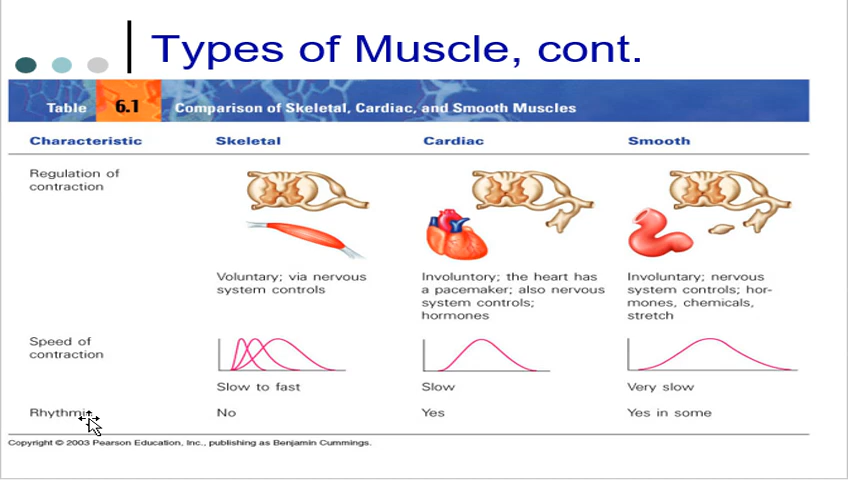 Types of Muscle, cont.
Table 6.1 Comparison of Skeletal, Cardiac, and Smooth Muscles
Characteristic Skeletal Cardiac Smooth
Regulation of
contraction
Voluntary; via nervous
system controls
Involuntory; the heart has
a pacemaker; also nervous
system controls;
hormones
Involuntary; nervous
system controls; hor-
mones, chemicals,
stretch
Speed of
contraction
Slow to fast Slow Very slow
Rhythmic No Yes Yes in some
Copyright © 2003 Pearson Education, Inc., publishing as Benjamin Cummings.